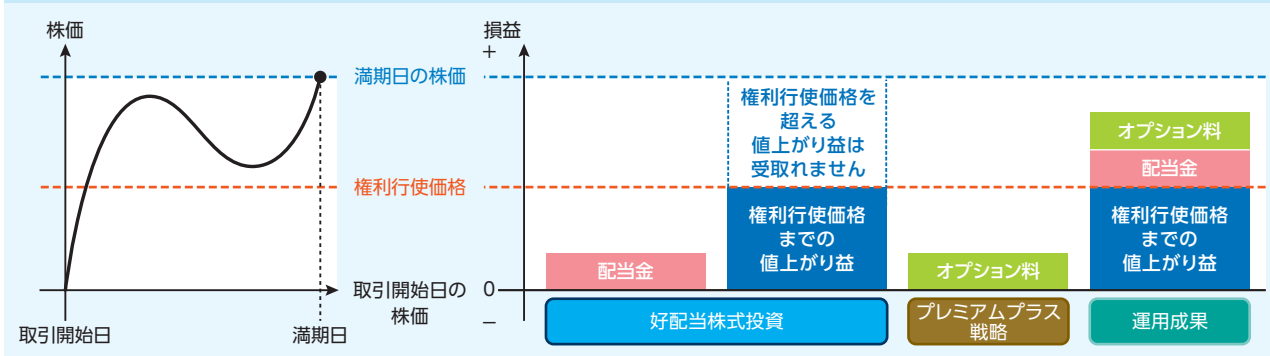 株価
満期日の株価
権利行使価格
取引開始日の
株価
取引開始日
満期日
損益
+
0
−
配当金
権利行使価格を
超える
値上がり益は
受取れません
権利行使価格
までの
値上がり益
オプション料
オプション料
配当金
権利行使価格
までの
値上がり益
好配当株式投資
プレミアムプラス
戦略
運用成果